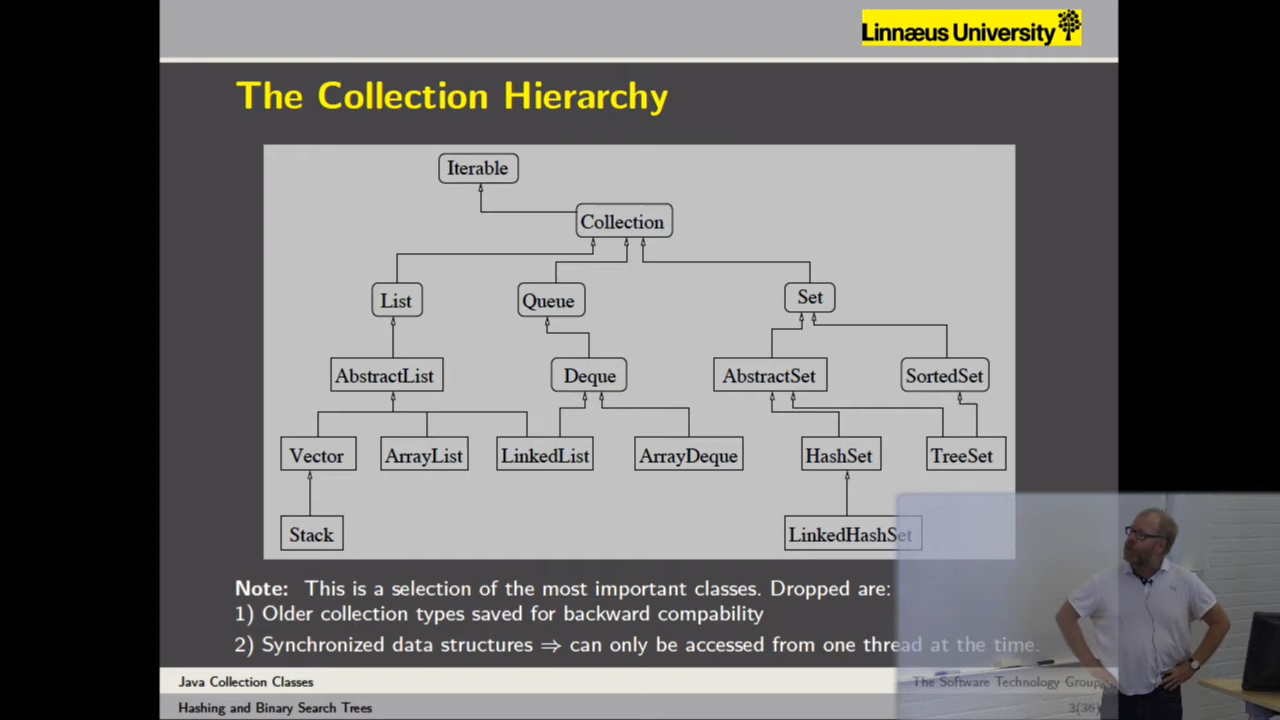 Linnæus University
The Collection Hierarchy
Iterable
Collection
List
Queue
Set
AbstractList
Deque
AbstractSet
SortedSet
Vector
ArrayList
LinkedList
ArrayDeque
HashSet
TreeSet
Stack
LinkedHashSet
Note: This is a selection of the most important classes. Dropped are:
1) Older collection types saved for backward compability
2) Synchronized data structures ⇒ can only be accessed from one thread at the time.
Java Collection Classes
The Software Technology Group
Hashing and Binary Search Trees
3(36)